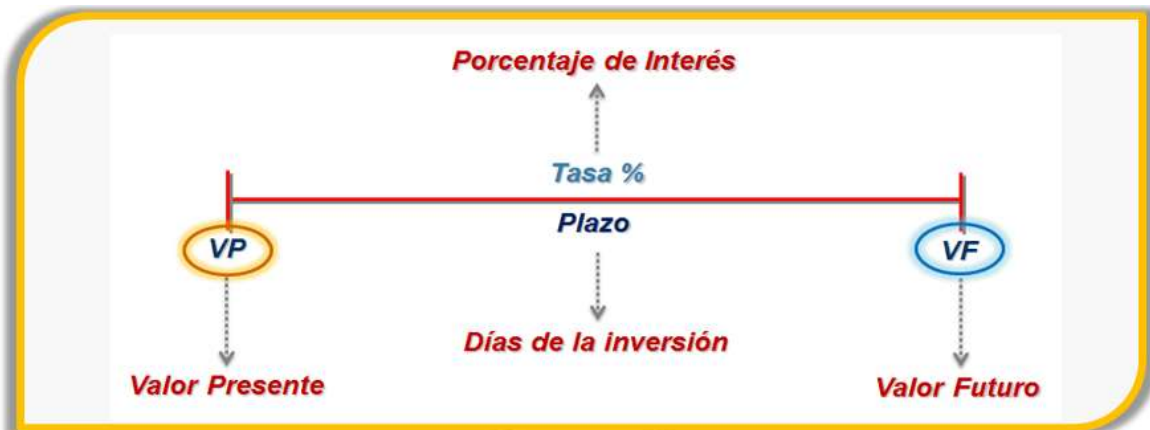 Porcentaje de Interés
Tasa %
Plazo
VP
VF
Días de la inversión
Valor Presente
Valor Futuro